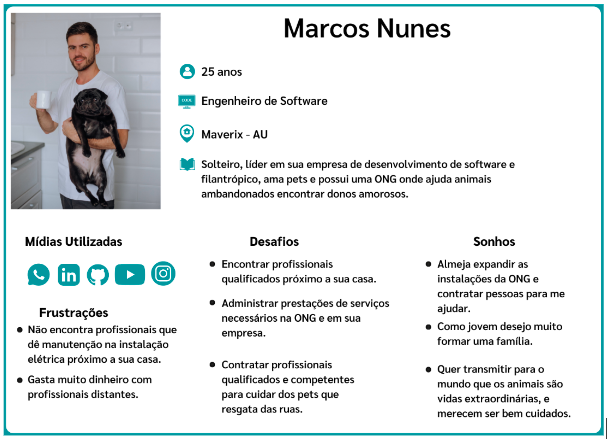 Marcos Nunes
25 anos
Engenheiro de Software
Maverix - AU
Solteiro, líder em sua empresa de desenvolvimento de software e
filantrópico, ama pets e possui uma ONG onde ajuda animais
ambandonados encontrar donos amorosos.
Mídias Utilizadas
Frustrações
Não encontra profissionais que
dê manutenção na instalação
elétrica próximo a sua casa.
Gasta muito dinheiro com
profissionais distantes.
Desafios
Encontrar profissionais
qualificados próximo a sua casa.
Administrar prestações de serviços
necessários na ONG e em sua
empresa.
Contratar profissionais
qualificados e competentes
para cuidar dos pets que
resgata das ruas.
Sonhos
Almeja expandir as
instalações da ONG e
contratar pessoas para me
ajudar.
Como jovem desejo muito
formar uma família.
Quer transmitir para o
mundo que os animais são
vidas extraordinárias, e
merecem ser bem cuidados.